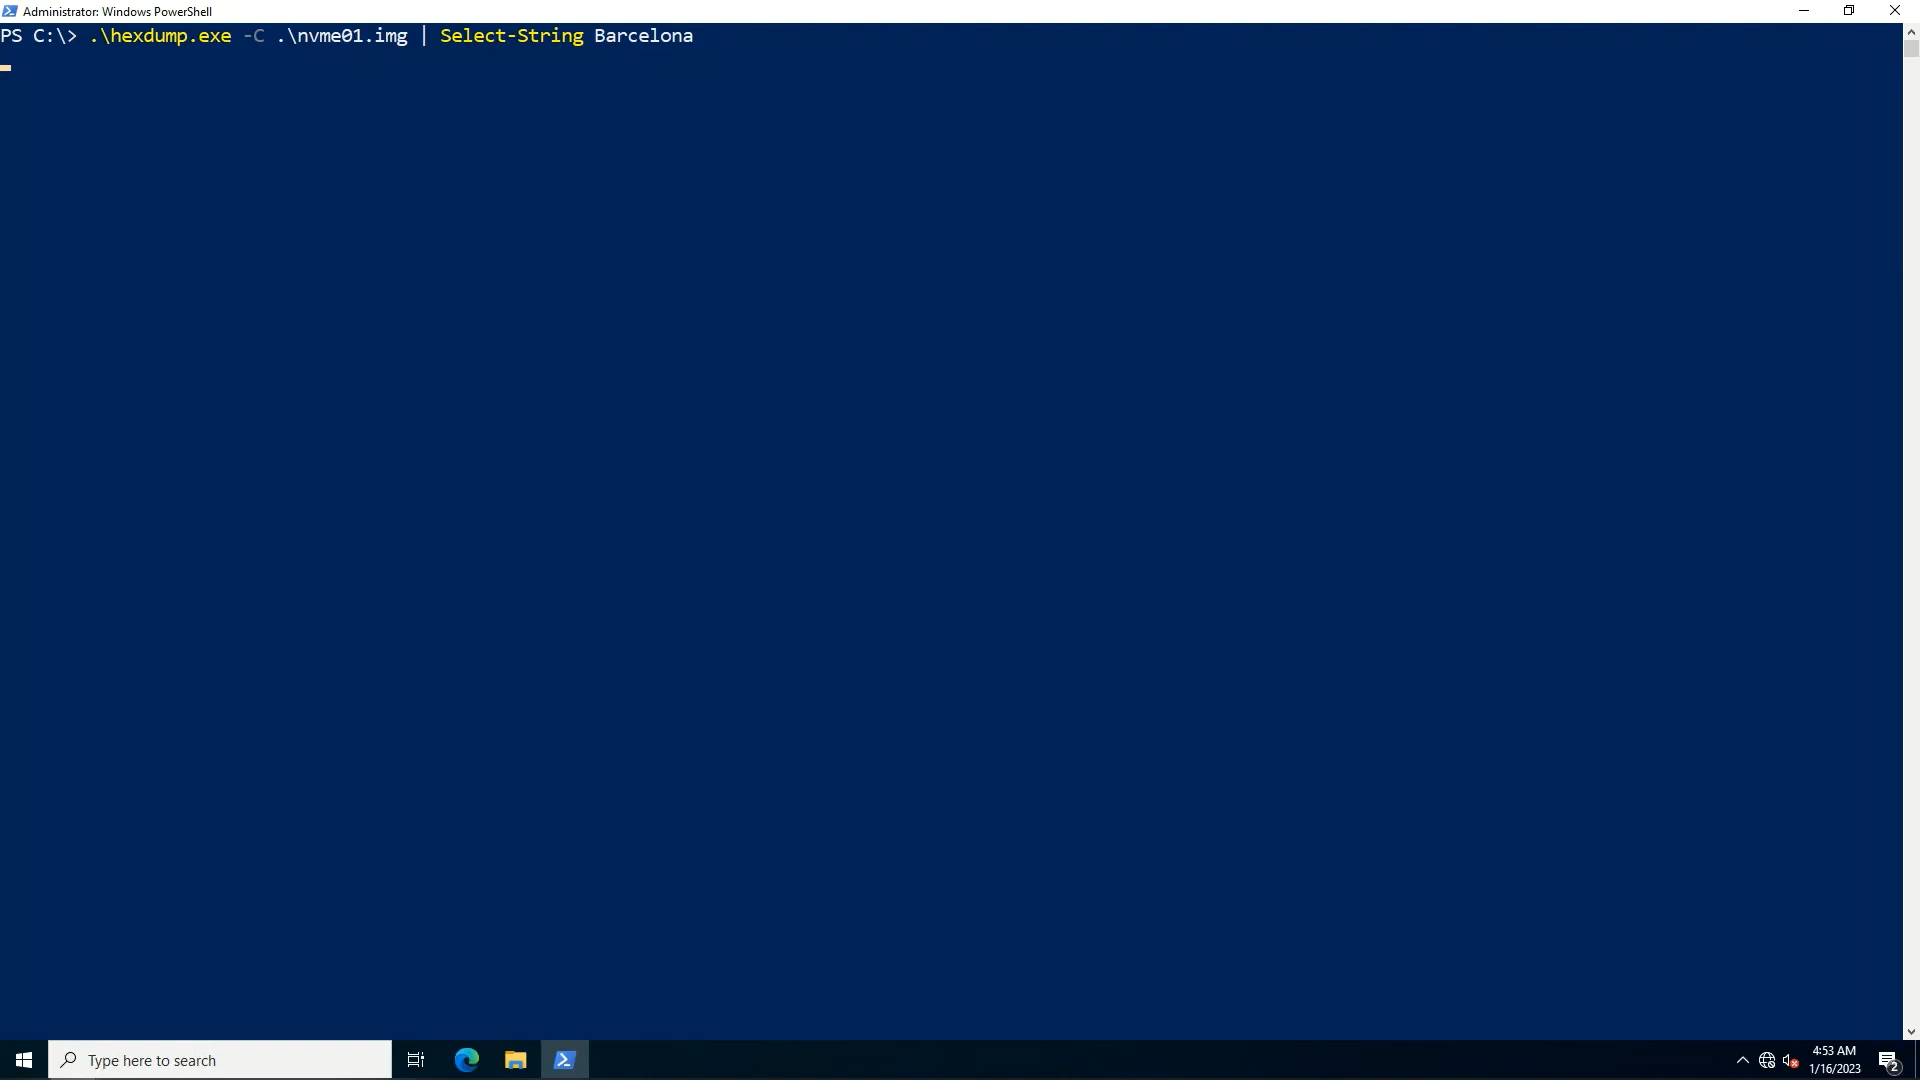 Administrator: Windows PowerShell
PS C:\> .\hexdump.exe -C .\nvme01.img | Select-String Barcelona
Type here to search
4:53 AM
1/16/2023
2